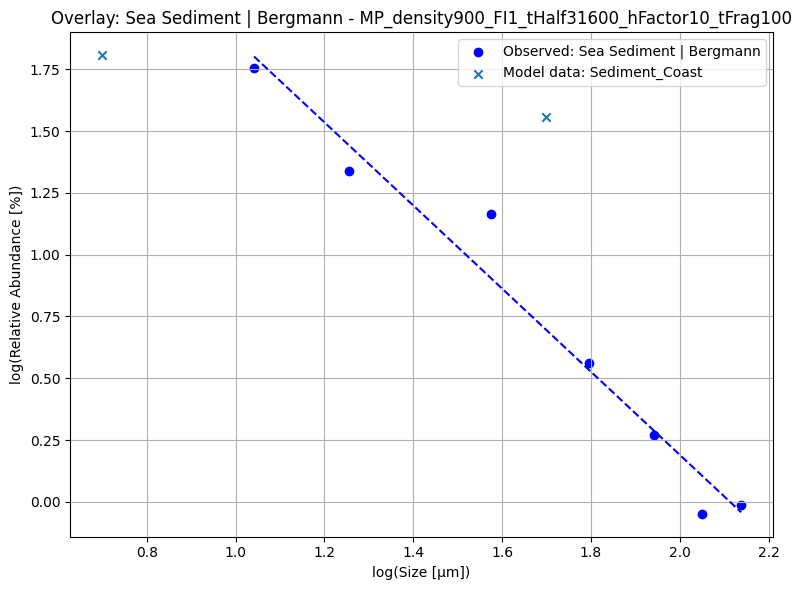 Overlay: Sea Sediment | Bergmann - MP_density900_FI1_tHalf31600_hFactor10_tFrag100
Observed: Sea Sediment | Bergmann
Model data: Sediment_Coast
log(Relative Abundance [%])
1.75
1.50
1.25
1.00
0.75
0.50
0.25
0.00
0.8 1.0 1.2 1.4 1.6 1.8 2.0 2.2
log(Size [µm])